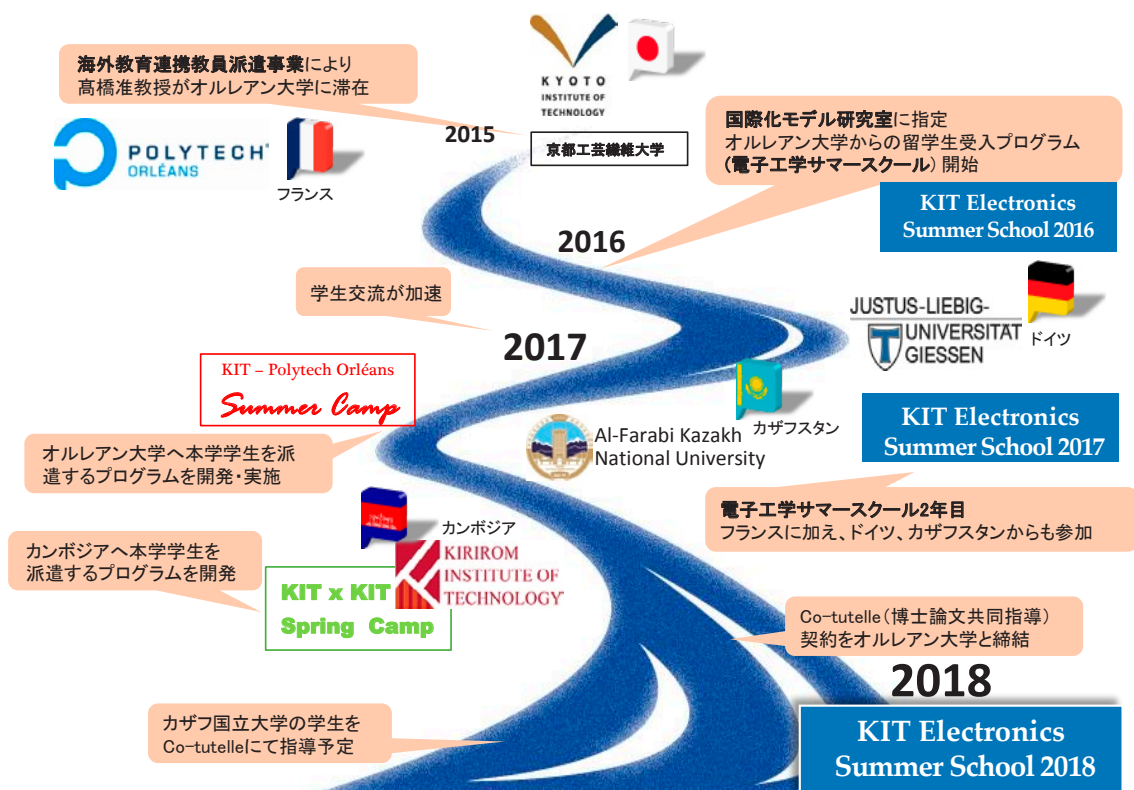 KYOTO
INSTITUTE OF
TECHNOLOGY
海外教育連携教員派遣事業により
髙橋准教授がオルレアン大学に滞在
2015
京都工芸繊維大学
POLYTECH®
ORLÉANS
フランス
国際化モデル研究室に指定
オルレアン大学からの留学生受入プログラム
(電子工学サマースクール) 開始
KIT Electronics
Summer School 2016
2016
学生交流が加速
JUSTUS-LIEBIG-
UNIVERSITÄT
GIESSEN
ドイツ
2017
KIT – Polytech Orléans
Summer Camp
カザフスタン
Al-Farabi Kazakh
National University
KIT Electronics
Summer School 2017
オルレアン大学へ本学学生を派
遣するプログラムを開発・実施
電子工学サマースクール2年目
フランスに加え、ドイツ、カザフスタンからも参加
カンボジア
KIRIROM
INSTITUTE OF
TECHNOLOGY
カンボジアへ本学学生を
派遣するプログラムを開発
KIT x KIT
Spring Camp
Co-tutelle(博士論文共同指導)
契約をオルレアン大学と締結
2018
カザフ国立大学の学生を
Co-tutelleにて指導予定
KIT Electronics
Summer School 2018